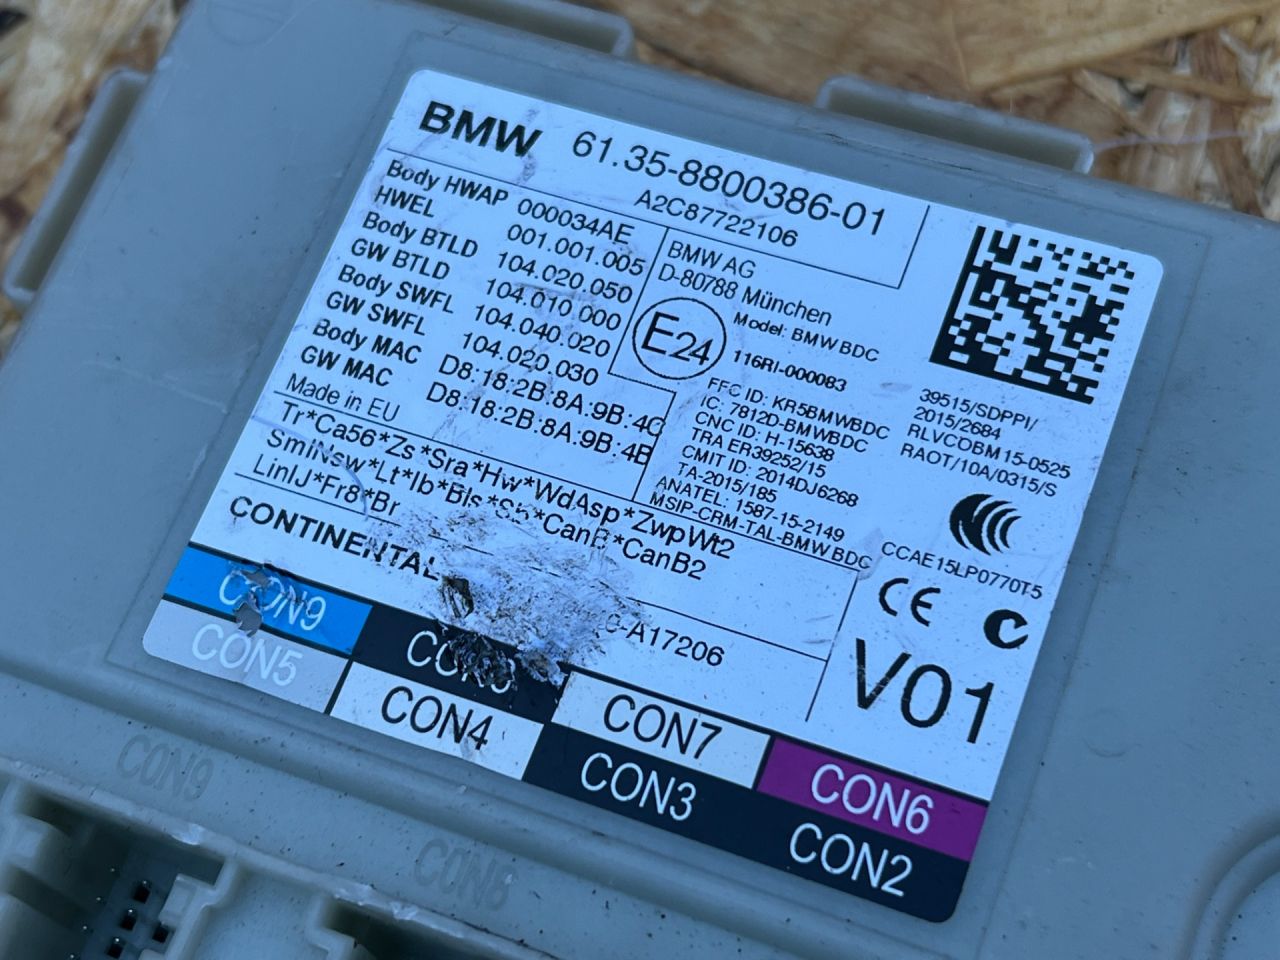 BMW 61.35-8800386-01
A2C87722106
Body HWAP 000034AE
HWEL 001.001.005
Body BTLD 104.020.050
GW BTLD 104.010.000
Body SWFL 104.040.020
GW SWFL 104.020.030
Body MAC D8:18:2B:8A:9B:4C
GW MAC D8:18:2B:8A:9B:4B
Made in EU
BMW AG
D-80788 München
E24
Model: BMW BDC
116RI-000083
FFC ID: KR5BMWBDC
IC: 7812D-BMWBDC
CNC ID: H-15638
TRA ER39252/15
CMIT ID: 2014DJ6268
TA-2015/185
ANATEL: 1587-15-2149
MSIP-CRM-TAL-BMW BDC
39515/SDPPI/
2015/2684
RLVCOBM15-0525
RAOT/10A/0315/S
CCAE15LP0770T5
CE
V01
Tr*Ca56*Zs*Sra*Hw*WdAsp*ZwpWt2
SmlNsw*Lt*Ib*Bls*Sh*CanB*CanB2
LinIJ*Fr8*Br
CONTINENTAL
C-A17206
CON9
CON7
CON6
CON5
CON4
CON3
CON2
CON9
CON8